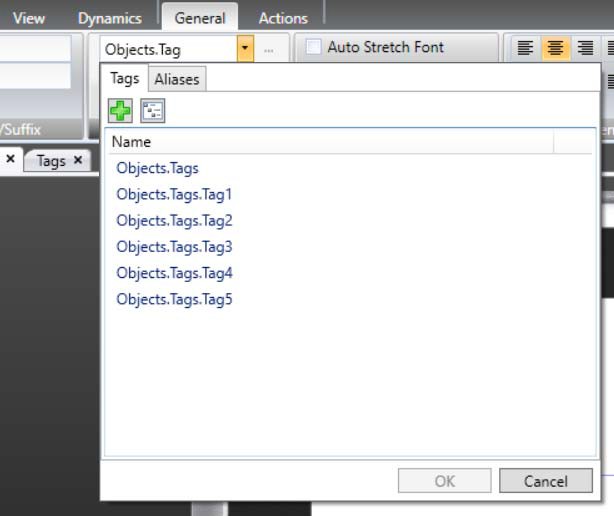 View Dynamics General Actions
Objects.Tag ... Auto Stretch Font
Tags Aliases
/Suffix
Name
Tags
Objects.Tags
Objects.Tags.Tag1
Objects.Tags.Tag2
Objects.Tags.Tag3
Objects.Tags.Tag4
Objects.Tags.Tag5
OK Cancel